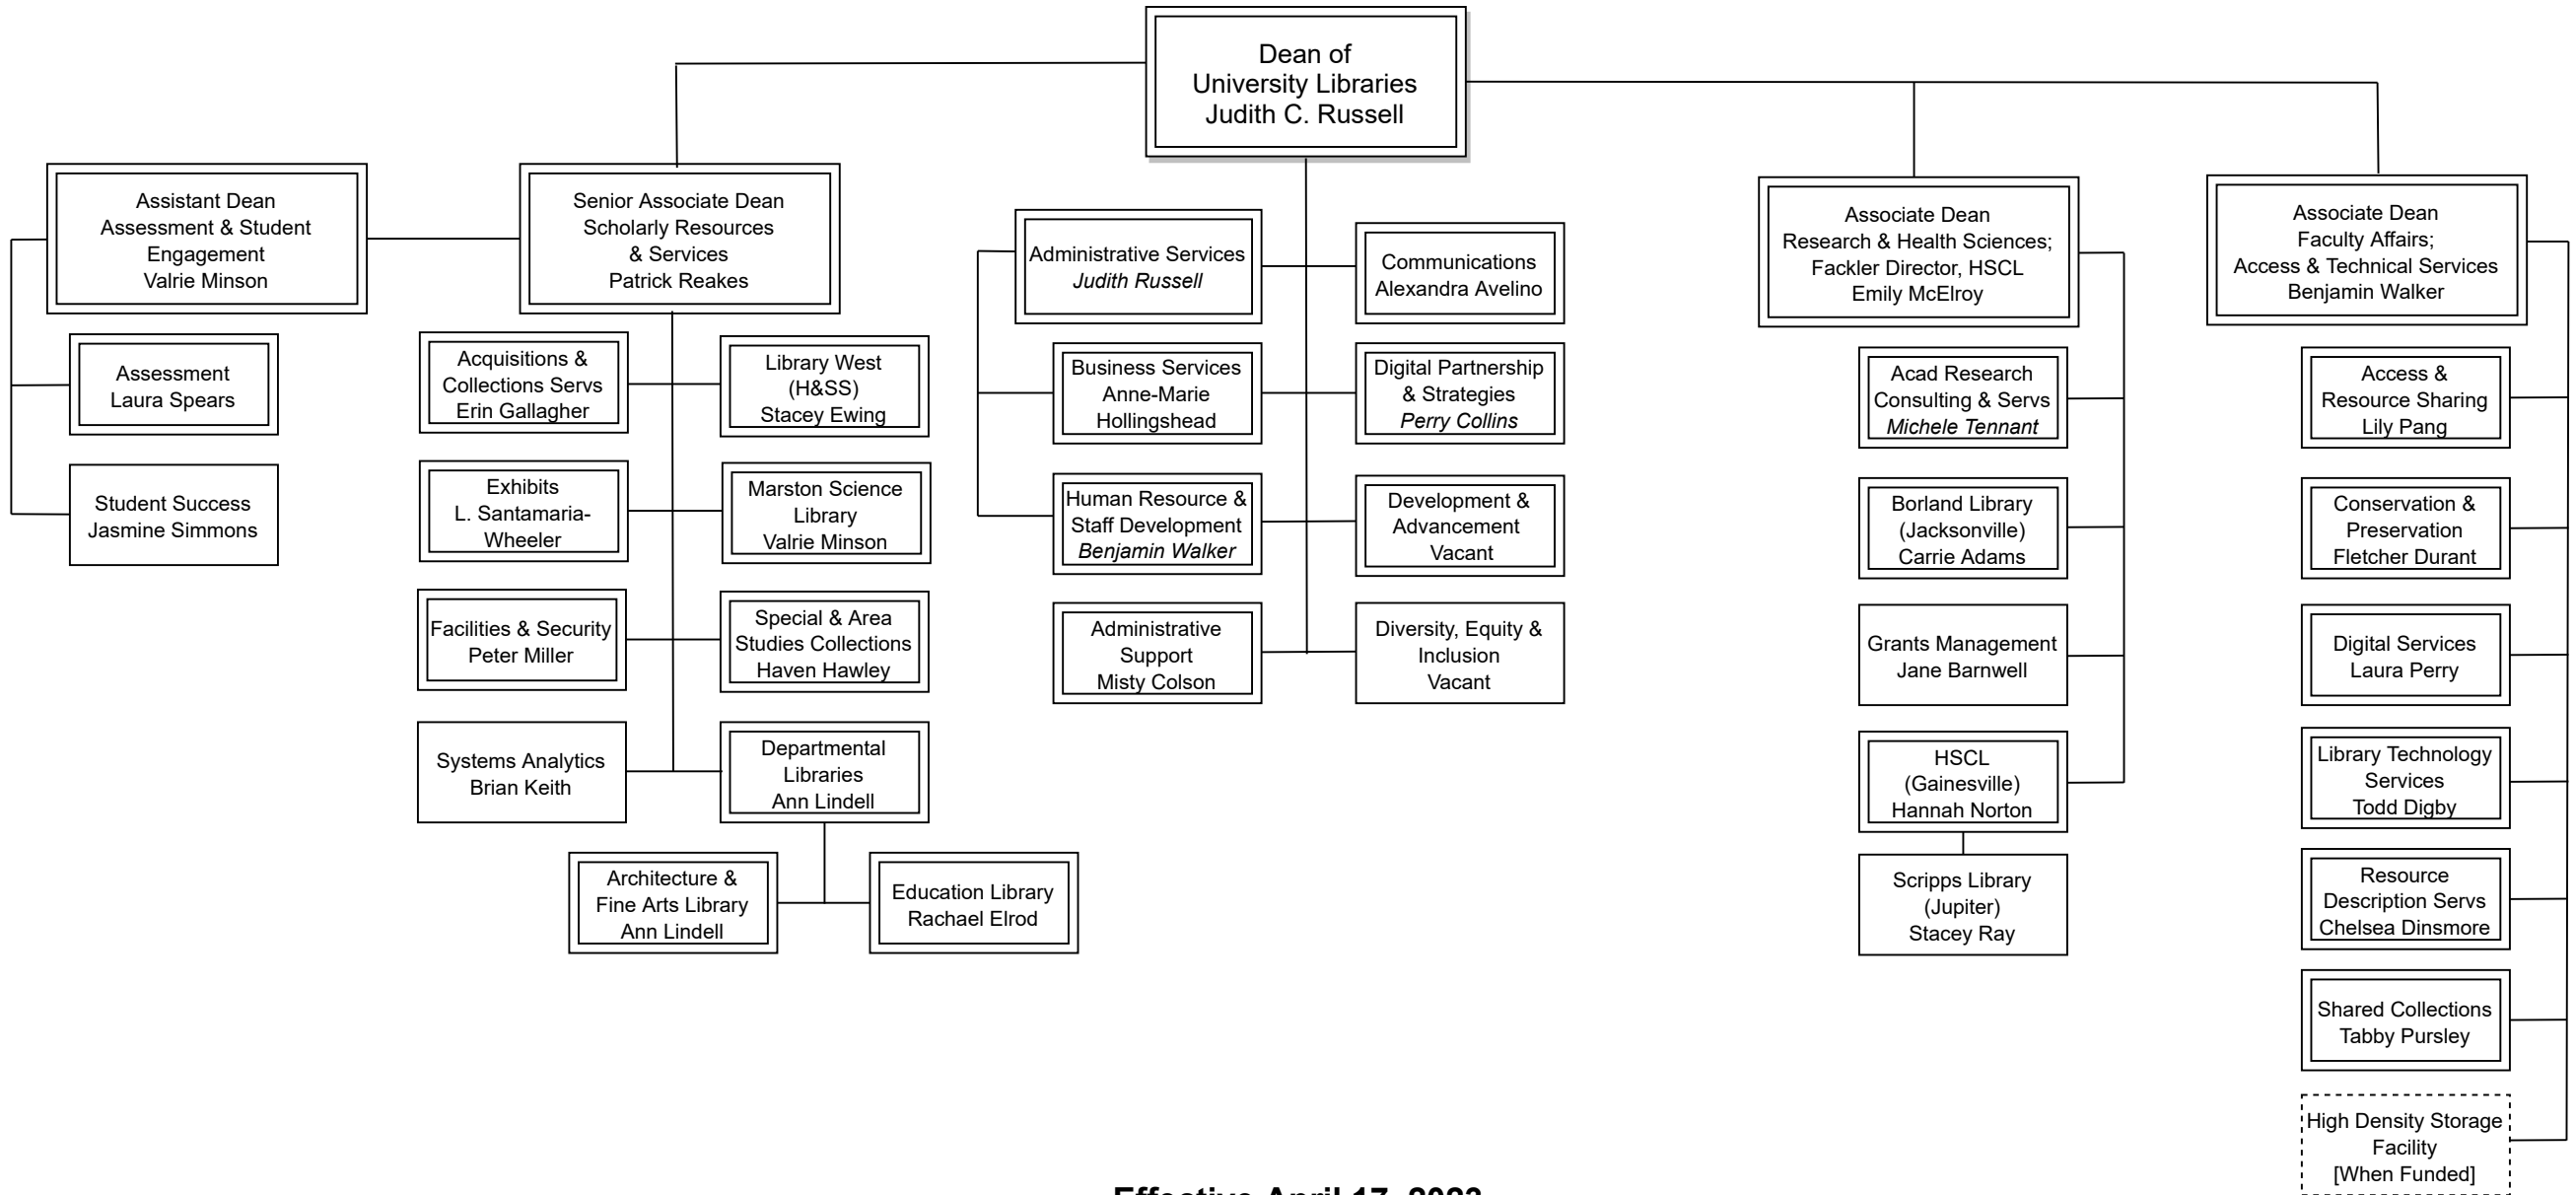 Dean of
University Libraries
Judith C. Russell
Assistant Dean
Assessment & Student
Engagement
Valrie Minson
Senior Associate Dean
Scholarly Resources
& Services
Patrick Reakes
Administrative Services
Judith Russell
Communications
Alexandra Avelino
Associate Dean
Research & Health Sciences;
Fackler Director, HSCL
Emily McElroy
Associate Dean
Faculty Affairs;
Access & Technical Services
Benjamin Walker
Assessment
Laura Spears
Student Success
Jasmine Simmons
Acquisitions &
Collections Servs
Erin Gallagher
Library West
(H&SS)
Stacey Ewing
Exhibits
L. Santamaria-
Wheeler
Marston Science
Library
Valrie Minson
Facilities & Security
Peter Miller
Special & Area
Studies Collections
Haven Hawley
Systems Analytics
Brian Keith
Departmental
Libraries
Ann Lindell
Architecture &
Fine Arts Library
Ann Lindell
Education Library
Rachael Elrod
Business Services
Anne-Marie
Hollingshead
Digital Partnership
& Strategies
Perry Collins
Human Resource &
Staff Development
Benjamin Walker
Development &
Advancement
Vacant
Administrative
Support
Misty Colson
Diversity, Equity &
Inclusion
Vacant
Acad Research
Consulting & Servs
Michele Tennant
Borland Library
(Jacksonville)
Carrie Adams
Grants Management
Jane Barnwell
HSCL
(Gainesville)
Hannah Norton
Scripps Library
(Jupiter)
Stacey Ray
Access &
Resource Sharing
Lily Pang
Conservation &
Preservation
Fletcher Durant
Digital Services
Laura Perry
Library Technology
Services
Todd Digby
Resource
Description Servs
Chelsea Dinsmore
Shared Collections
Tabby Pursley
High Density Storage
Facility
[When Funded]
Effective April 17, 2023